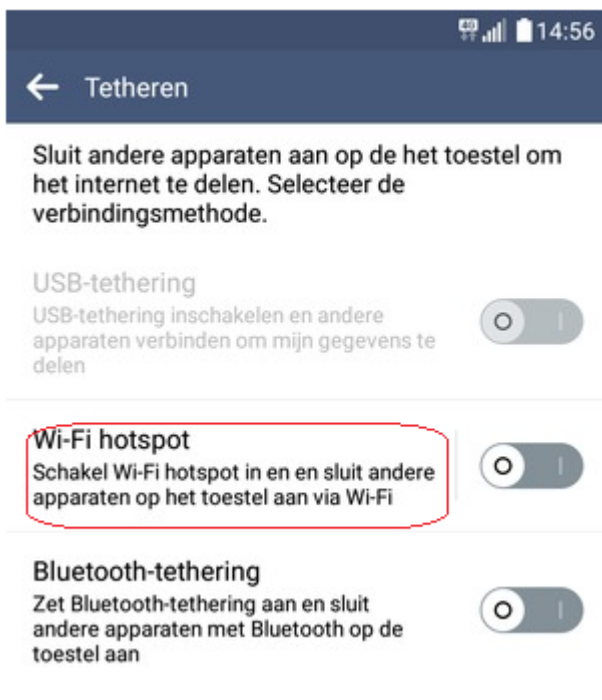 4G 14:56
Tetheren
Sluit andere apparaten aan op de het toestel om
het internet te delen. Selecteer de
verbindingsmethode.
USB-tethering
USB-tethering inschakelen en andere
apparaten verbinden om mijn gegevens te
delen
Wi-Fi hotspot
Schakel Wi-Fi hotspot in en en sluit andere
apparaten op het toestel aan via Wi-Fi
Bluetooth-tethering
Zet Bluetooth-tethering aan en sluit
andere apparaten met Bluetooth op de
toestel aan